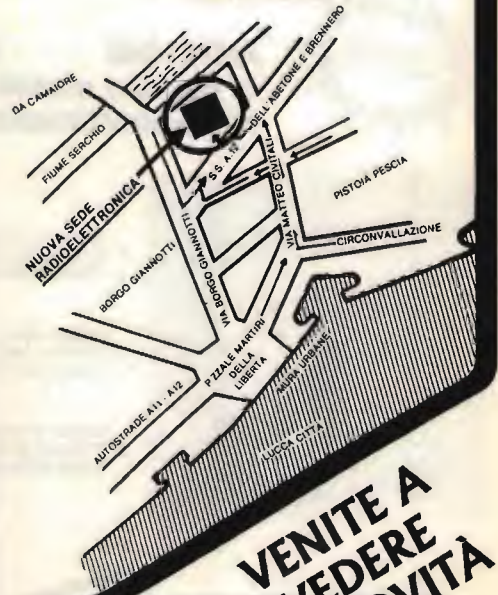 DA CAMAIORE
FIUME SERCHIO
NUOVA SEDE
RADIOELETTRONICA
S.S. A.12 DELL'ABETONE E BRENNERO
BORGO GIANNOTTI
VIA BORGO GIANNOTTI
VIA MATTEO CIVITALI
PISTOIA PESCIA
CIRCONVALLAZIONE
AUTOSTRADE A11 - A12
P.ZZALE MARTIRI
DELLA
LIBERTA
MURA URBANE
LUCCA CITTA
VENITE A
VEDERE